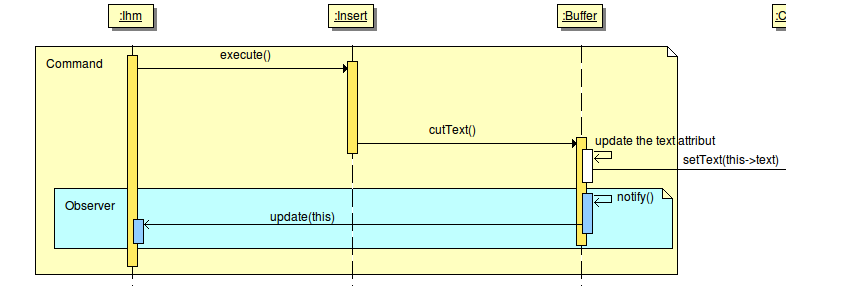 :Ihm
:Insert
:Buffer
:C
Command
execute()
cutText()
update the text attribut
setText(this->text)
Observer
notify()
update(this)